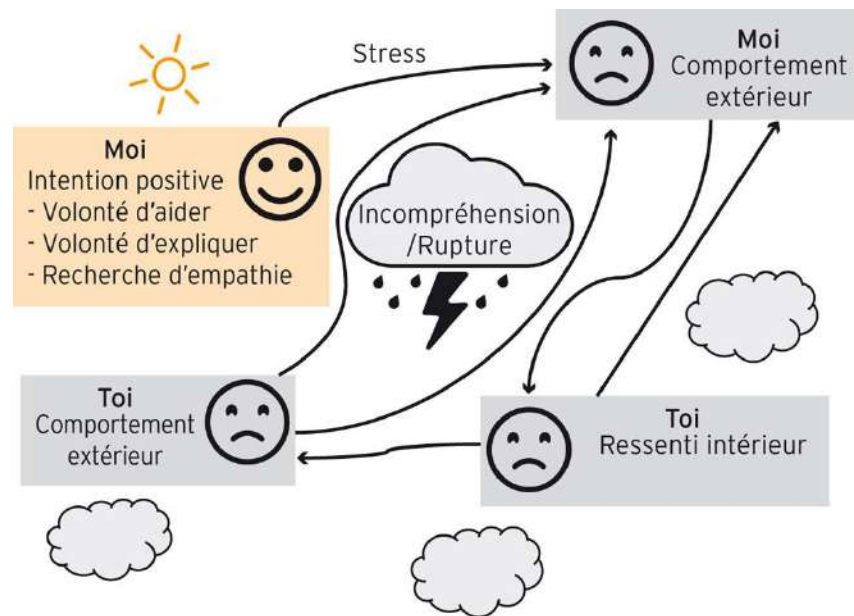 Stress
Moi
Comportement
extérieur
Moi
Intention positive
- Volonté d'aider
- Volonté d'expliquer
- Recherche d'empathie
Incompréhension
/Rupture
Toi
Comportement
extérieur
Toi
Ressenti intérieur